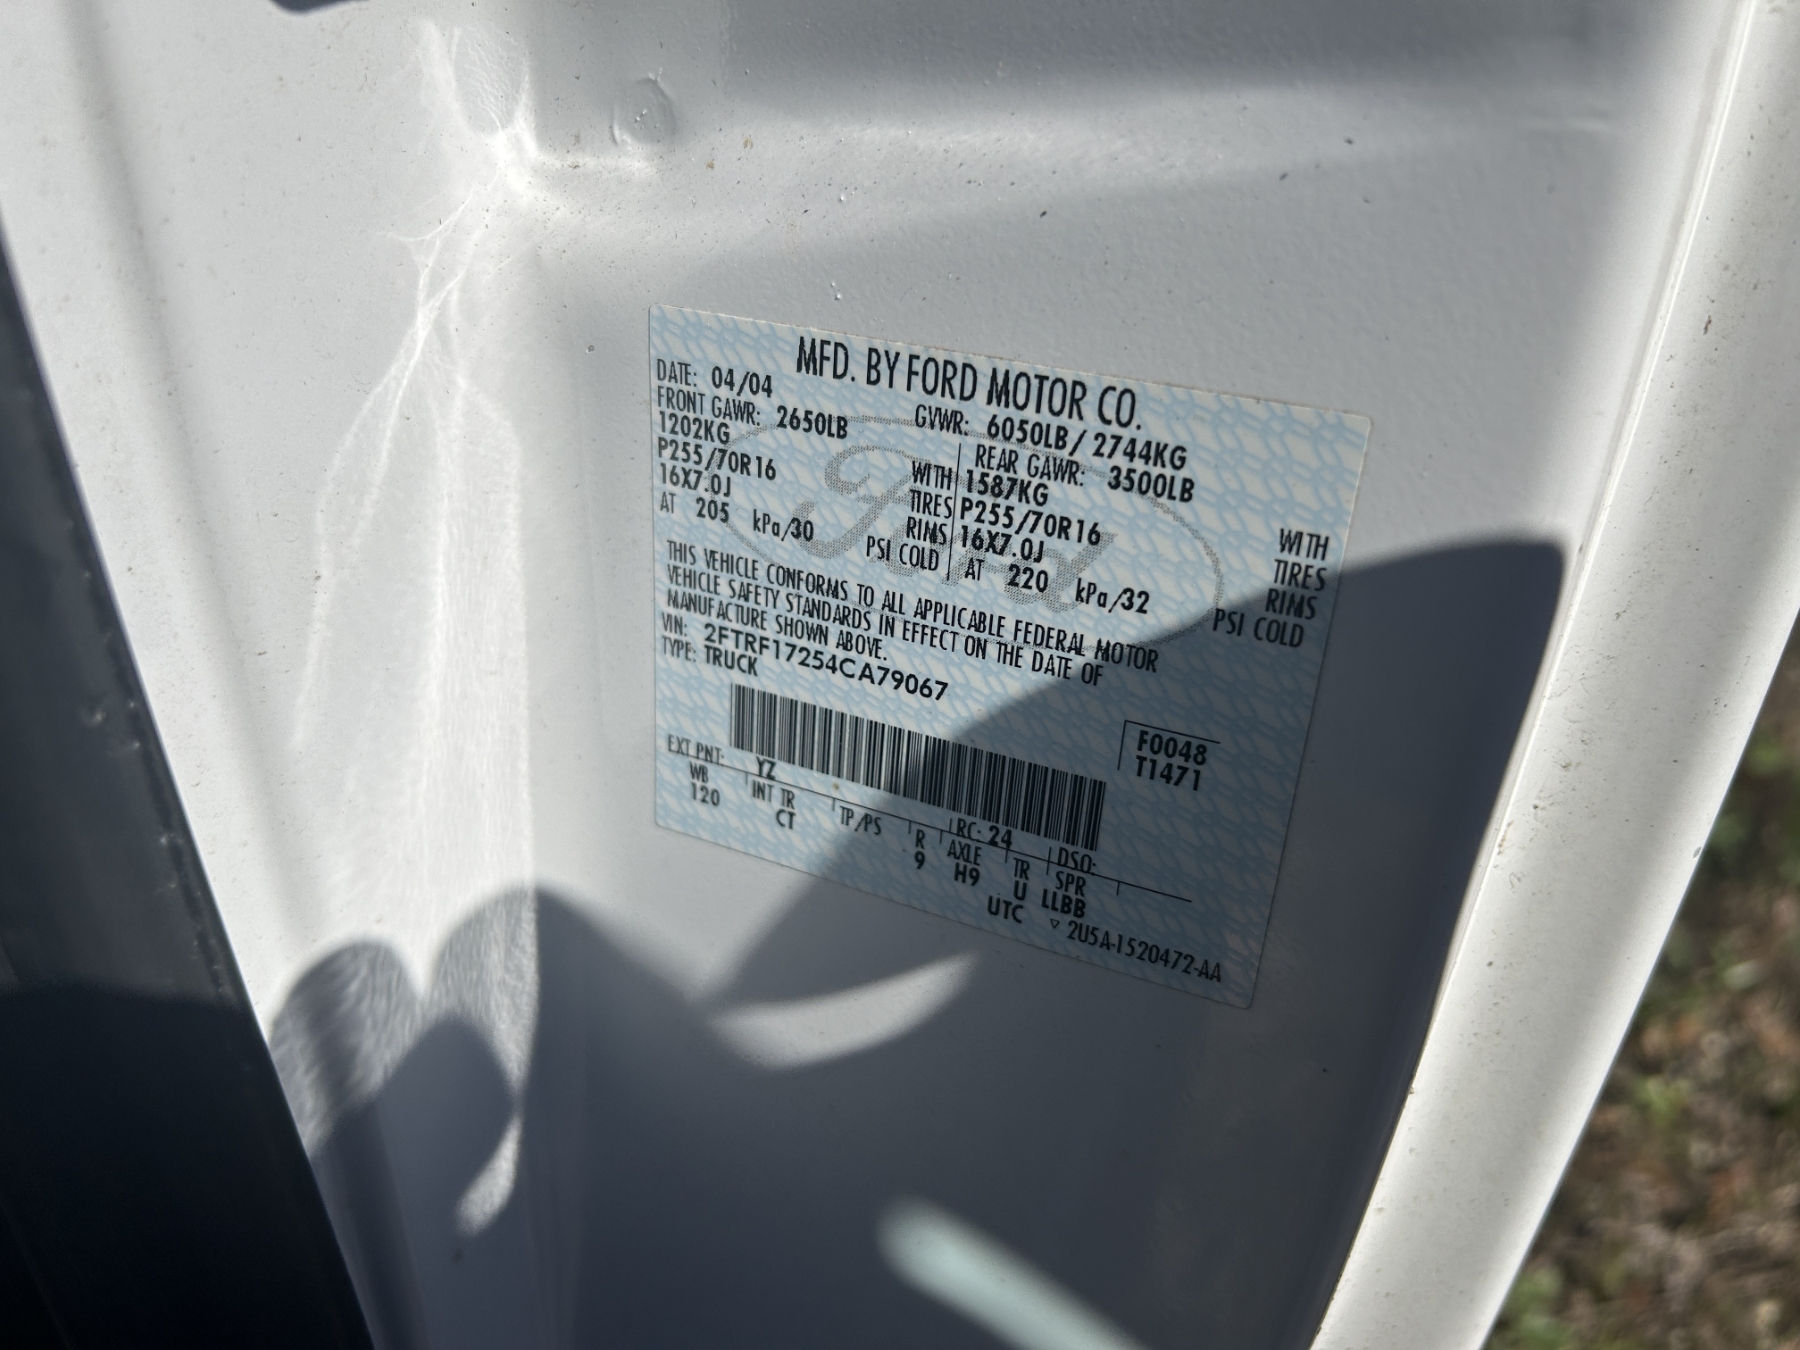 MFD. BY FORD MOTOR CO.
DATE: 04/04 GVWR: 6050LB/ 2744KG
FRONT GAWR: 2650LB REAR GAWR: 3500LB
1202KG WITH 1587KG WITH
P255/70R16 TIRES P255/70R16 TIRES
16X7.0J RIMS 16X7.0J RIMS
AT 205 kPa/30 PSI COLD AT 220 kPa/32 PSI COLD
THIS VEHICLE CONFORMS TO ALL APPLICABLE FEDERAL MOTOR
VEHICLE SAFETY STANDARDS IN EFFECT ON THE DATE OF
MANUFACTURE SHOWN ABOVE.
VIN: 2FTRF17254CA79067
TYPE: TRUCK
F0048
T1471
EXT PNT: YZ RC: 24 DSO:
WB INT TR TP/PS R AXLE TR SPR
120 CT 9 H9 U LLBB
UTC ▽ 2U5A-1520472-AA
Ford